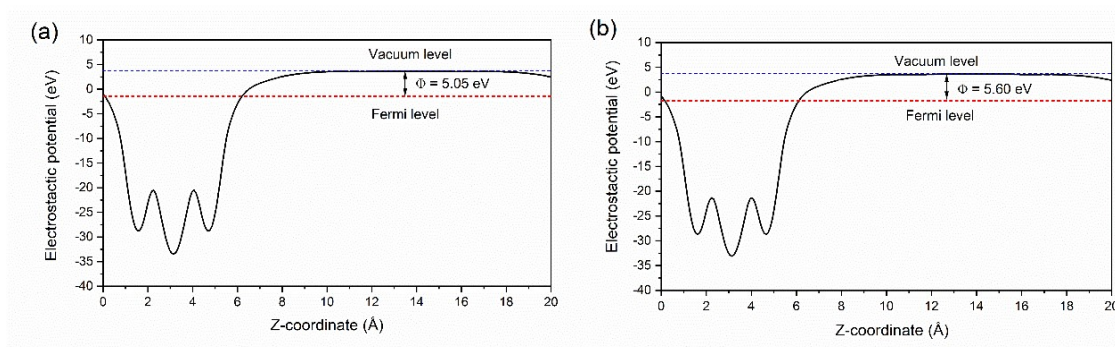 (a)
10
5
0
-5
-10
-15
-20
-25
-30
-35
-40
Electrostactic potential (eV)
Vacuum level
Φ = 5.05 eV
Fermi level
0 2 4 6 8 10 12 14 16 18 20
Z-coordinate (Å)
(b)
10
5
0
-5
-10
-15
-20
-25
-30
-35
-40
Electrostactic potential (eV)
Vacuum level
Φ = 5.60 eV
Fermi level
0 2 4 6 8 10 12 14 16 18 20
Z-coordinate (Å)